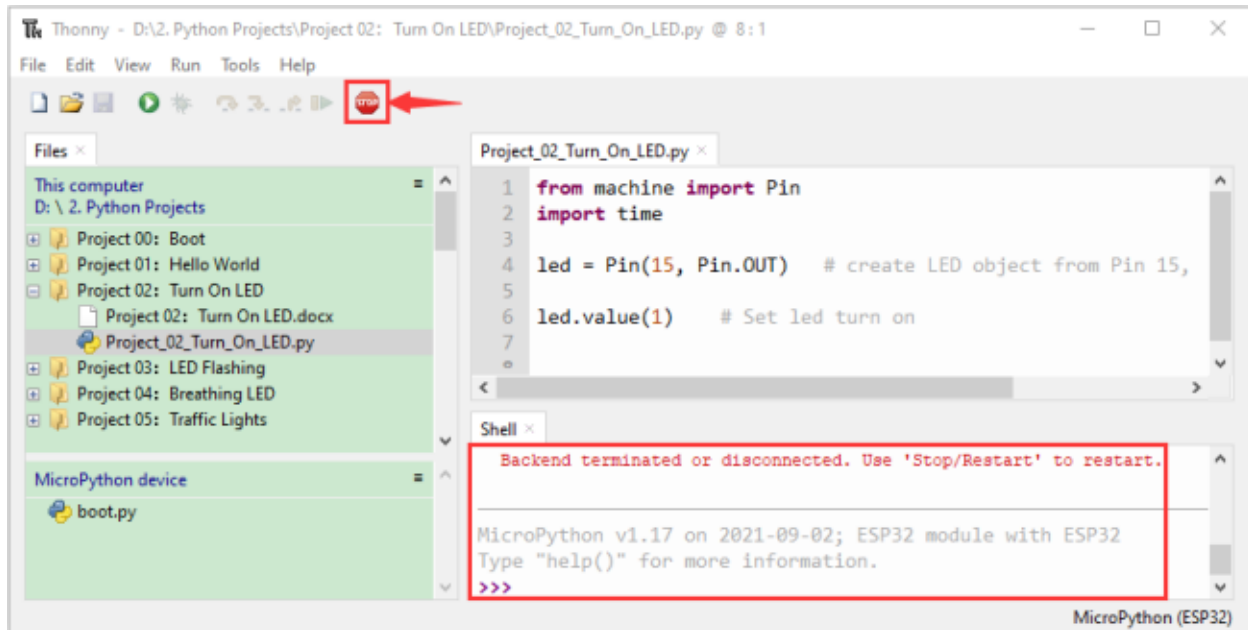 Thonny - D:\2. Python Projects\Project 02: Turn On LED\Project_02_Turn_On_LED.py @ 8:1
File Edit View Run Tools Help
STOP
Files ×
This computer
D: \ 2. Python Projects
Project 00: Boot
Project 01: Hello World
Project 02: Turn On LED
Project 02: Turn On LED.docx
Project_02_Turn_On_LED.py
Project 03: LED Flashing
Project 04: Breathing LED
Project 05: Traffic Lights
MicroPython device
boot.py
Project_02_Turn_On_LED.py ×
1 from machine import Pin
2 import time
3
4 led = Pin(15, Pin.OUT) # create LED object from Pin 15,
5
6 led.value(1) # Set led turn on
7
Shell ×
Backend terminated or disconnected. Use 'Stop/Restart' to restart.
MicroPython v1.17 on 2021-09-02; ESP32 module with ESP32
Type "help()" for more information.
>>>
MicroPython (ESP32)